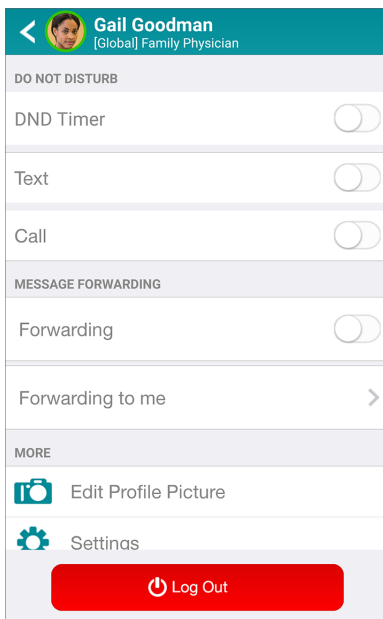 Gail Goodman
[Global] Family Physician
DO NOT DISTURB
DND Timer
Text
Call
MESSAGE FORWARDING
Forwarding
Forwarding to me
MORE
Edit Profile Picture
Settings
Log Out